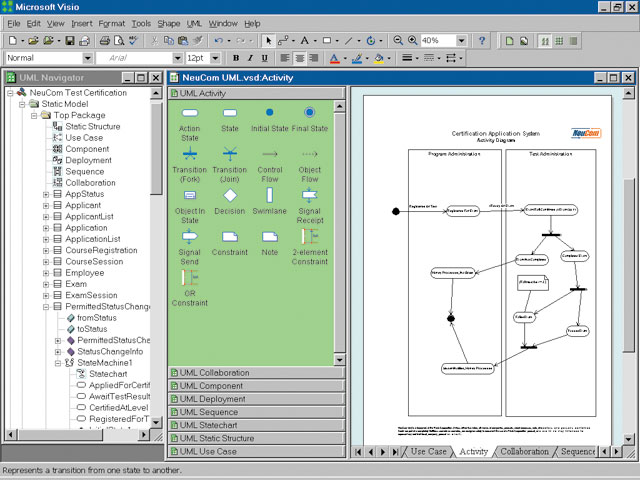 Microsoft Visio
File Edit View Insert Format Tools Shape UML Window Help
40%
Normal Arial 12pt B I U
UML Navigator
NeuCom Test Certification
Static Model
Top Package
Static Structure
Use Case
Component
Deployment
Sequence
Collaboration
AppStatus
Applicant
ApplicantList
Application
ApplicationList
CourseRegistration
CourseSession
Employee
Exam
ExamSession
PermittedStatusChange
fromStatus
toStatus
PermittedStatusCha
StatusChangeInfo
StateMachine1
Statechart
AppliedForCertif
AwaitTestResult
CertifiedAtLevel
RegisteredForT
NeuCom UML.vsd:Activity
UML Activity
Action State
State
Initial State
Final State
Transition (Fork)
Transition (Join)
Control Flow
Object Flow
Object In State
Decision
Swimlane
Signal Receipt
Signal Send
Constraint
Note
2-element Constraint
OR Constraint
UML Collaboration
UML Component
UML Deployment
UML Sequence
UML Statechart
UML Static Structure
UML Use Case
Certification Application System
Activity Diagram
NeuCom
Program Administration
Test Administration
Use Case Activity Collaboration Sequence
Represents a transition from one state to another.